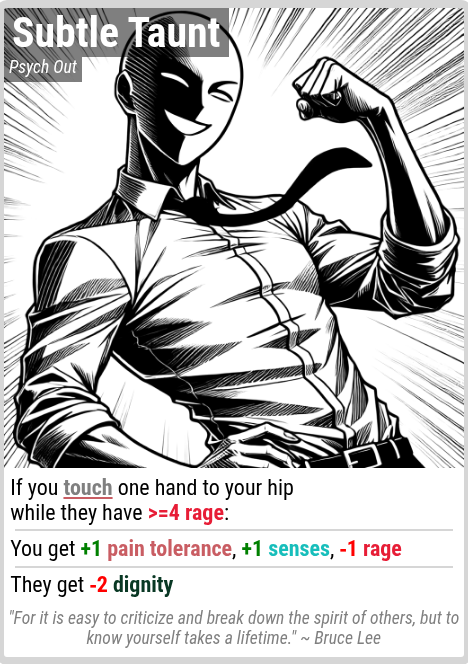 Subtle Taunt
Psych Out
If you touch one hand to your hip
while they have >=4 rage:
You get +1 pain tolerance, +1 senses, -1 rage
They get -2 dignity
"For it is easy to criticize and break down the spirit of others, but to
know yourself takes a lifetime." ~ Bruce Lee